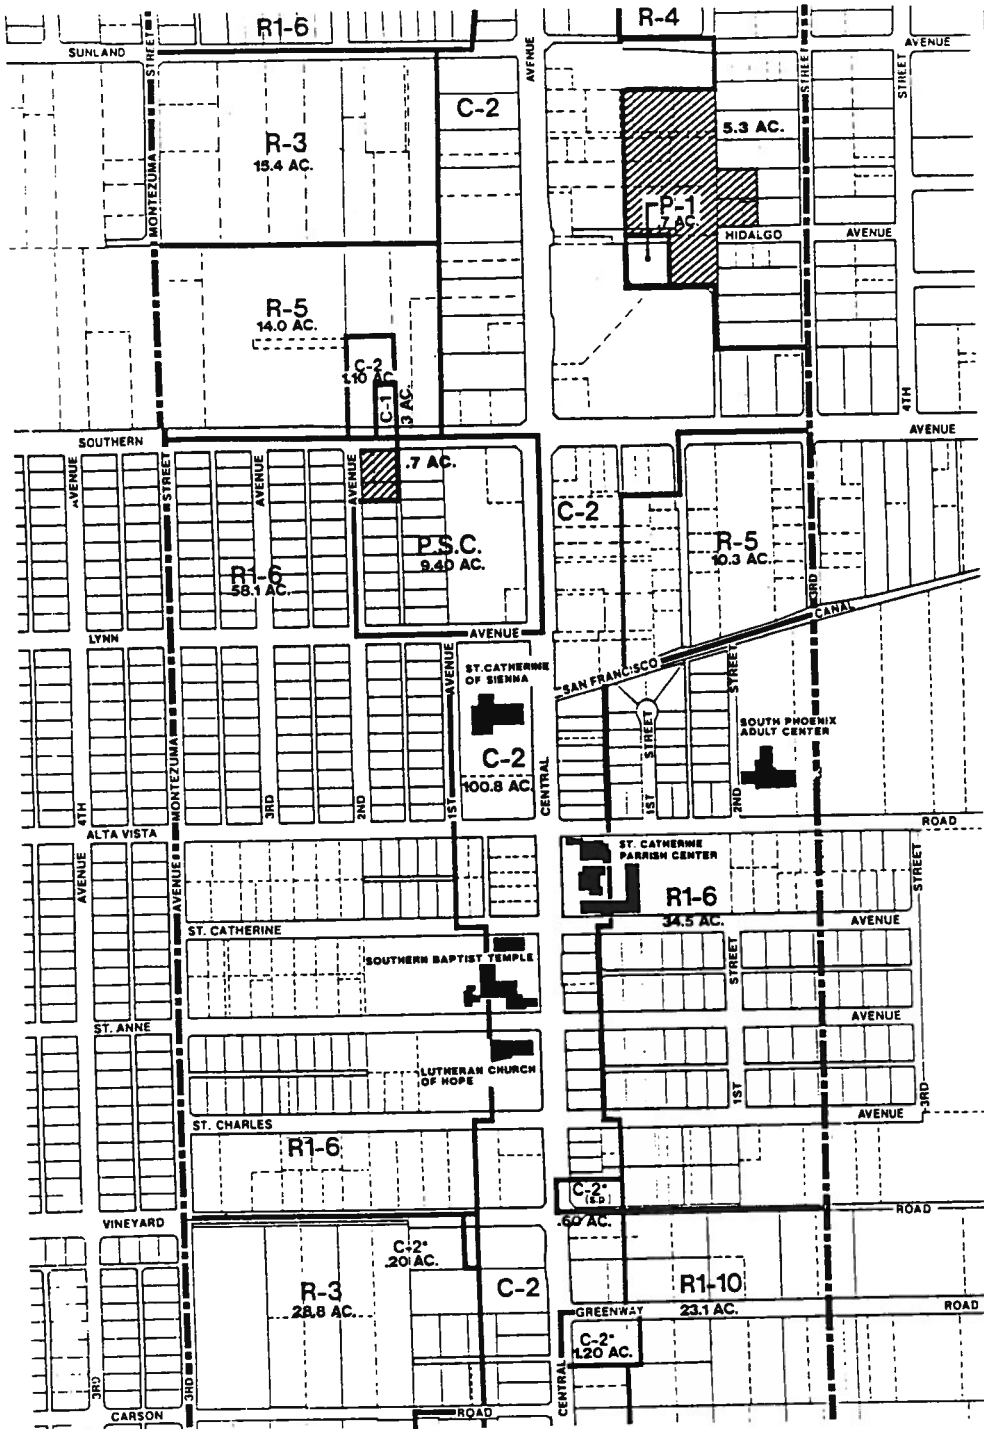 R1-6
R-4
SUNLAND
AVENUE
STREET
AVENUE
STREET
STREET
C-2
5.3 AC.
R-3
15.4 AC.
MONTEZUMA
P-1
.7 AC.
HIDALGO
AVENUE
R-5
14.0 AC.
C-2
1.10 AC.
C-1
.3 AC.
4TH
SOUTHERN
AVENUE
AVENUE
STREET
AVENUE
AVENUE
.7 AC.
C-2
P.S.C.
9.40 AC.
R-5
10.3 AC.
R1-6
58.1 AC.
3RD
CANAL
LYNN
AVENUE
SAN FRANCISCO
ST. CATHERINE
OF SIENNA
AVENUE
STREET
STREET
SOUTH PHOENIX
ADULT CENTER
C-2
100.8 AC.
MONTEZUMA
4TH
3RD
2ND
1ST
CENTRAL
1ST
2ND
ALTA VISTA
ROAD
AVENUE
AVENUE
ST. CATHERINE
PARRISH CENTER
STREET
R1-6
34.5 AC.
AVENUE
ST. CATHERINE
SOUTHERN BAPTIST TEMPLE
STREET
ST. ANNE
AVENUE
LUTHERAN CHURCH
OF HOPE
1ST
3RD
AVENUE
ST. CHARLES
R1-6
C-2*
(S.P)
.60 AC.
VINEYARD
ROAD
C-2*
.20 AC.
R-3
28.8 AC.
C-2
R1-10
23.1 AC.
GREENWAY
ROAD
C-2*
1.20 AC.
3RD
3RD
CENTRAL
CARSON
ROAD